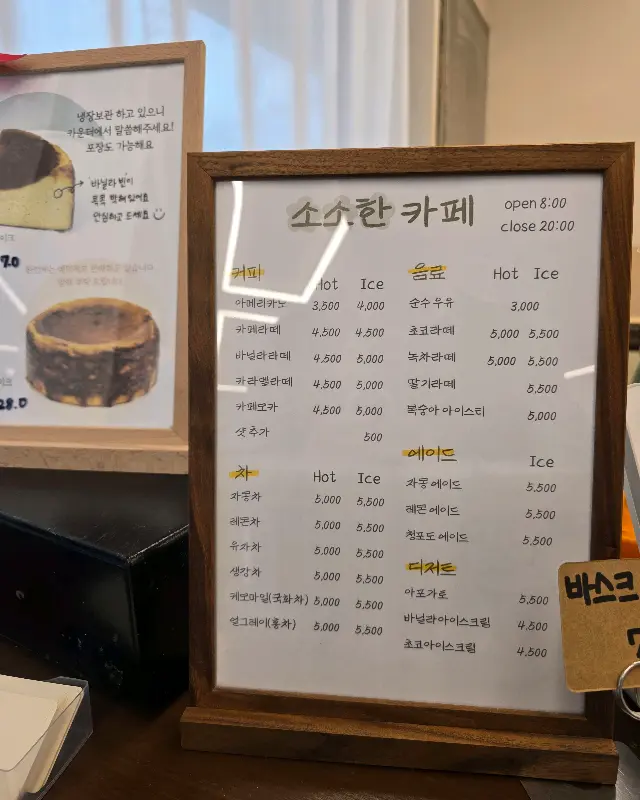 냉장보관 하고 있으니
카운터에서 말씀해주세요!
포장도 가능해요
바닐라 빈이
콕콕 박혀있어요
안심하고 드세요
소소한 카페
open 8:00
close 20:00
커피 Hot Ice
아메리카노 3,500 4,000
카페라떼 4,500 4,500
바닐라라떼 4,500 5,000
카라멜라떼 4,500 5,000
카페모카 4,500 5,000
샷 추가 500
차 Hot Ice
자몽차 5,000 5,500
레몬차 5,000 5,500
유자차 5,000 5,500
생강차 5,000 5,500
케모마일(국화차) 5,000 5,500
얼그레이(홍차) 5,000 5,500
음료 Hot Ice
순수우유 3,000
초코라떼 5,000 5,500
녹차라떼 5,000 5,500
딸기라떼 5,500
복숭아 아이스티 5,000
에이드 Ice
자몽에이드 5,500
레몬에이드 5,500
청포도에이드 5,500
디저트
아포가토 5,500
바닐라아이스크림 4,500
초코아이스크림 4,500
바스크